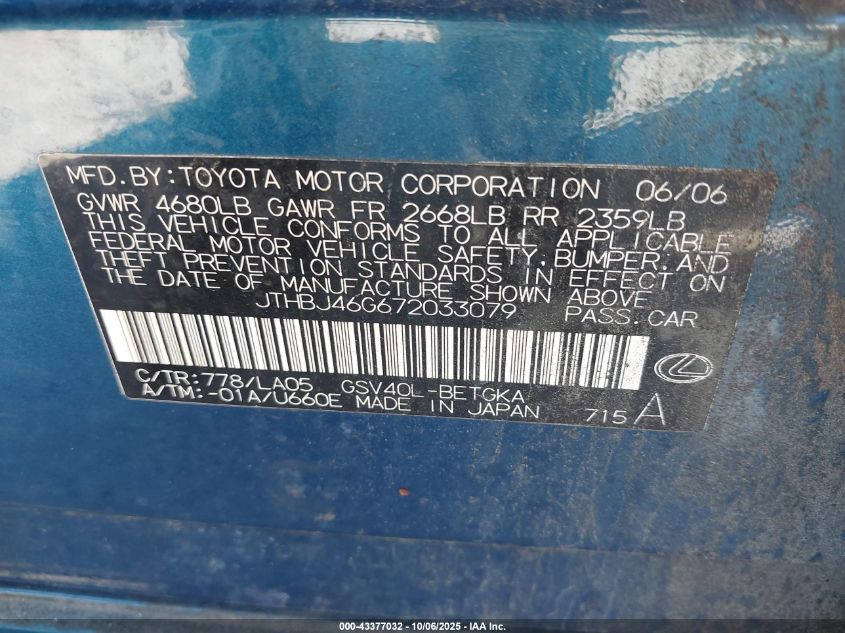 MFD.BY:TOYOTA MOTOR CORPORATION 06/06
GVWR 4680LB GAWR FR 2668LB RR 2359LB
THIS VEHICLE CONFORMS TO ALL APPLICABLE
FEDERAL MOTOR VEHICLE SAFETY,BUMPER,AND
THEFT PREVENTION STANDARDS IN EFFECT ON
THE DATE OF MANUFACTURE SHOWN ABOVE
JTHBJ46G672033079 PASS.CAR
C/TR:778/LA05 GSV40L-BETGKA
A/TM:-01A/U660E MADE IN JAPAN 715 A
000-43377032 - 10/06/2025 - IAA Inc.